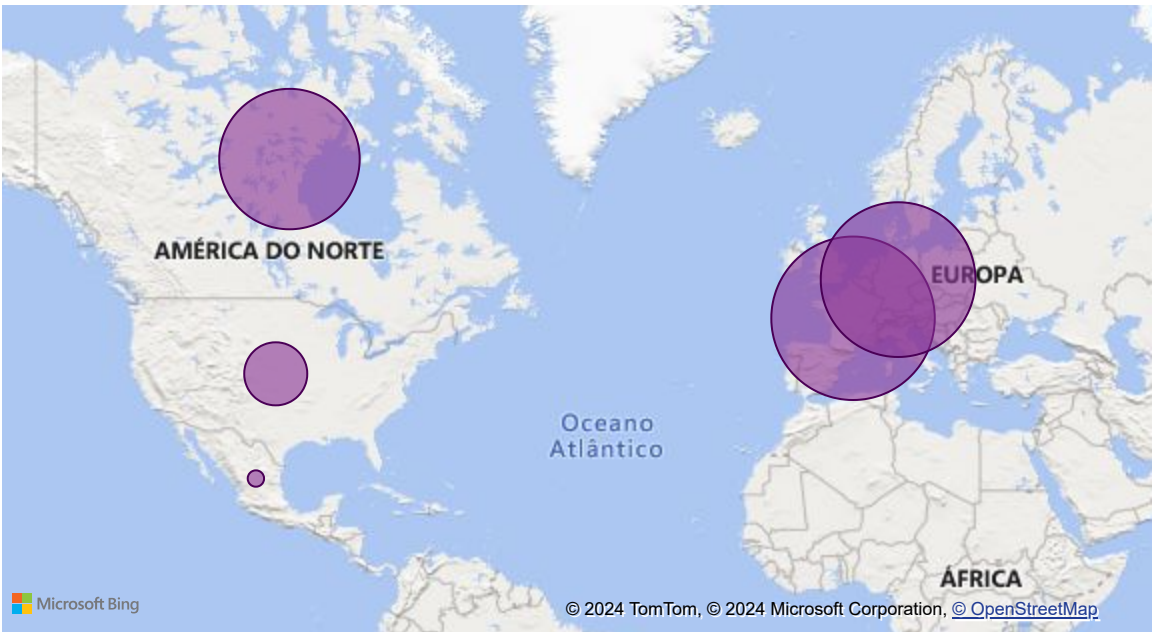 AMÉRICA DO NORTE
EUROPA
Oceano
Atlântico
ÁFRICA
Microsoft Bing
© 2024 TomTom, © 2024 Microsoft Corporation, © OpenStreetMap